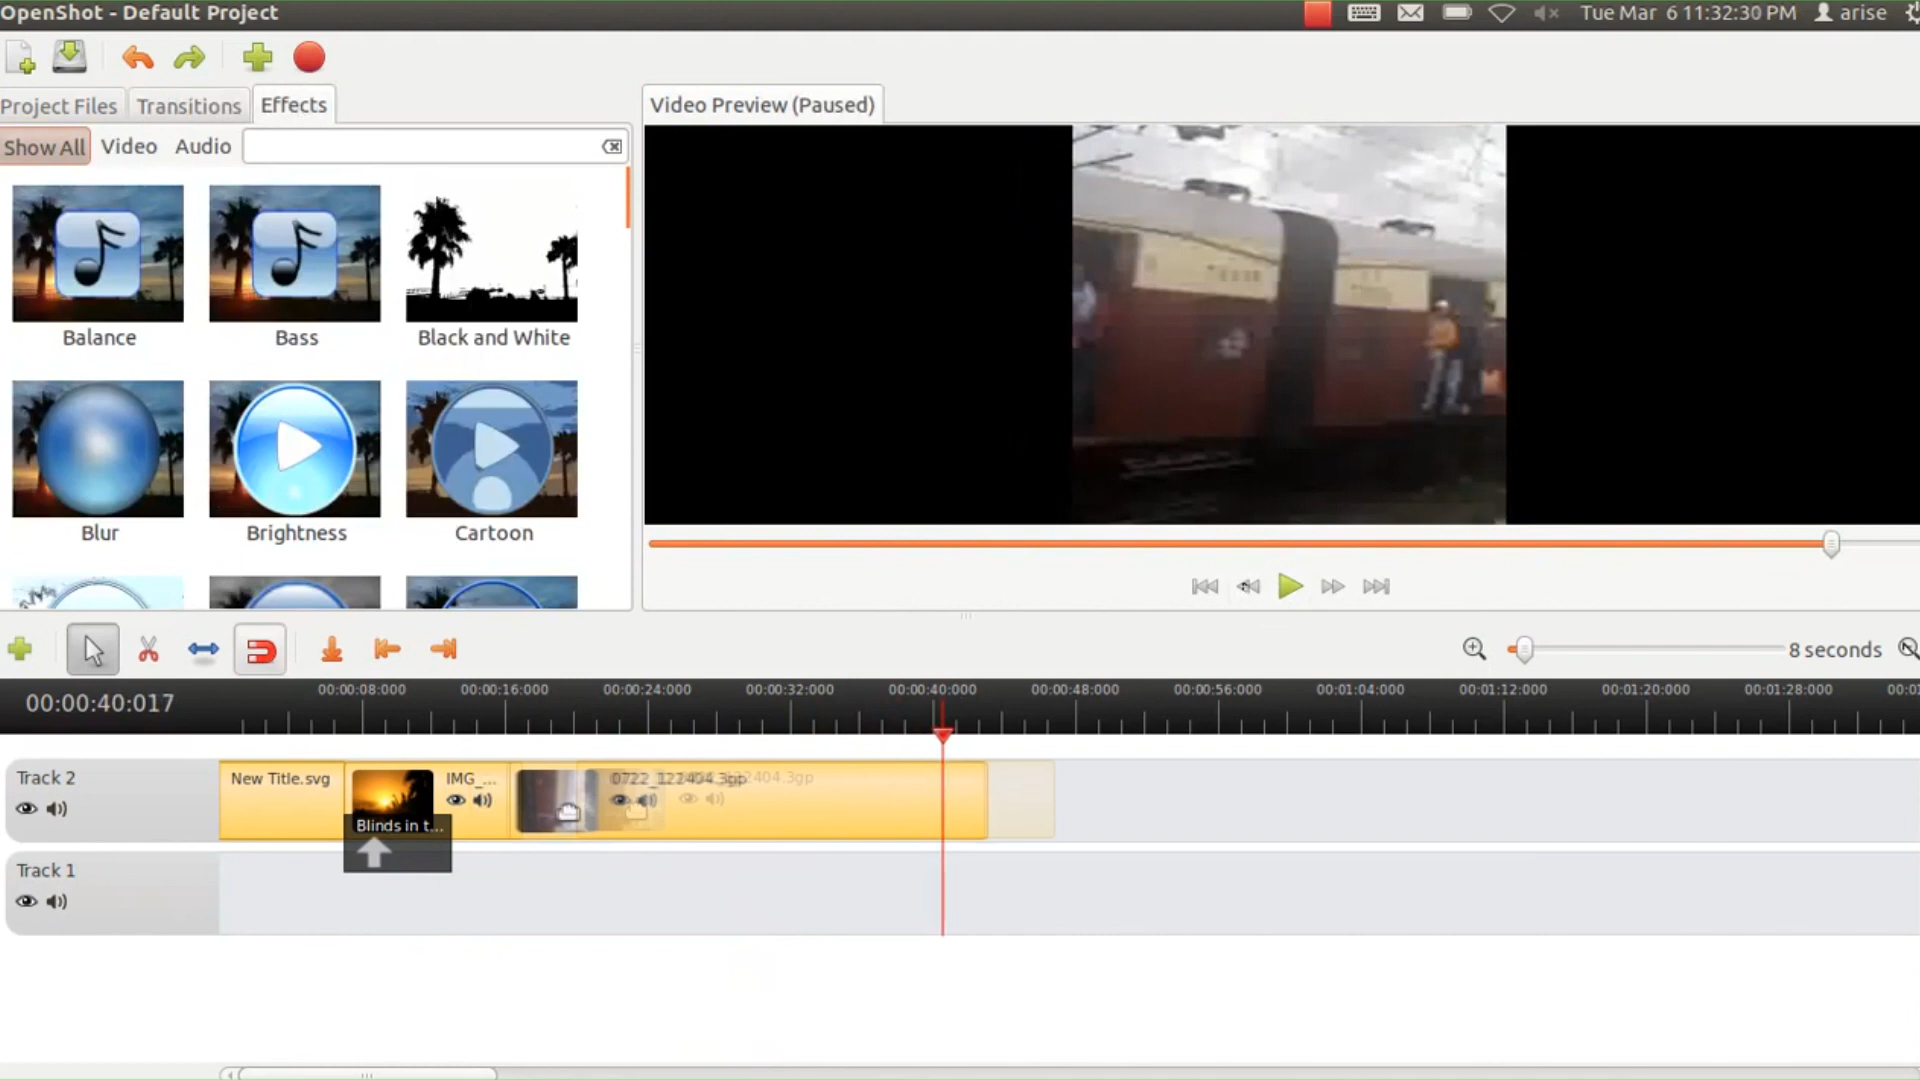 OpenShot - Default Project
Tue Mar 6 11:32:30 PM arise
Project Files Transitions Effects
Video Preview (Paused)
Show All Video Audio
Balance Bass Black and White
Blur Brightness Cartoon
8 seconds
00:00:40:017
00:00:08:000 00:00:16:000 00:00:24:000 00:00:32:000 00:00:40:000 00:00:48:000 00:00:56:000 00:01:04:000 00:01:12:000 00:01:20:000 00:01:28:000
Track 2
New Title.svg IMG_... 0722_122404.3gp
Blinds in t...
Track 1